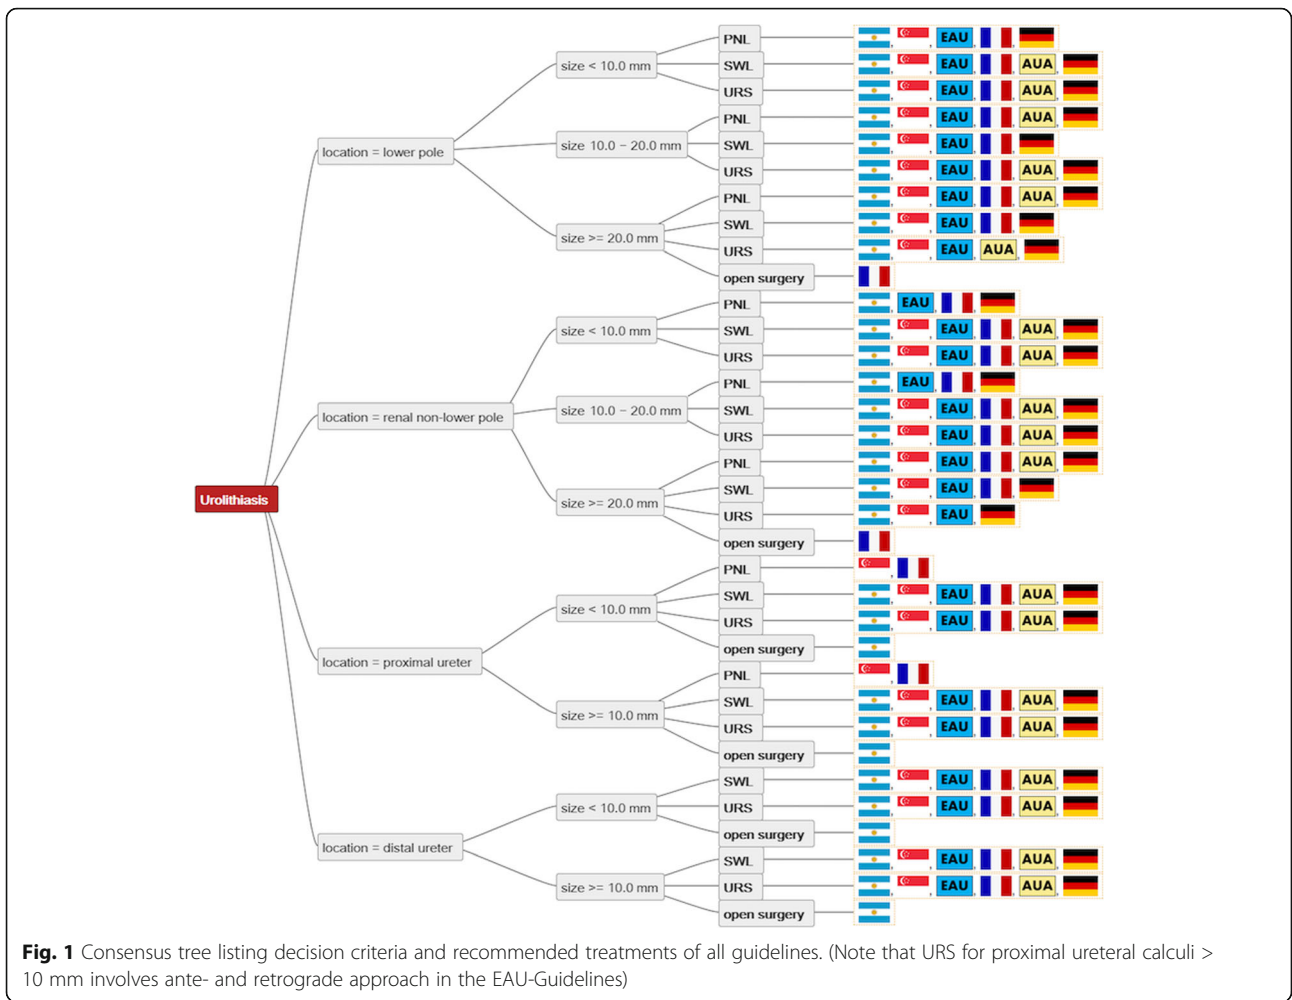 PNL
EAU
size < 10.0 mm
SWL
EAU AUA
URS
EAU AUA
PNL
EAU AUA
location = lower pole
size 10.0 – 20.0 mm
SWL
EAU
URS
EAU AUA
PNL
EAU AUA
size >= 20.0 mm
SWL
EAU
URS
EAU AUA
open surgery
PNL
EAU
size < 10.0 mm
SWL
EAU AUA
URS
EAU AUA
PNL
EAU
location = renal non-lower pole
size 10.0 – 20.0 mm
SWL
EAU AUA
URS
EAU AUA
PNL
EAU AUA
Urolithiasis
size >= 20.0 mm
SWL
EAU
URS
EAU
open surgery
PNL
size < 10.0 mm
SWL
EAU AUA
URS
EAU AUA
open surgery
location = proximal ureter
PNL
size >= 10.0 mm
SWL
EAU AUA
URS
EAU AUA
open surgery
SWL
EAU AUA
size < 10.0 mm
URS
EAU AUA
open surgery
location = distal ureter
SWL
EAU AUA
size >= 10.0 mm
URS
EAU AUA
open surgery
Fig. 1 Consensus tree listing decision criteria and recommended treatments of all guidelines. (Note that URS for proximal ureteral calculi >
10 mm involves ante- and retrograde approach in the EAU-Guidelines)